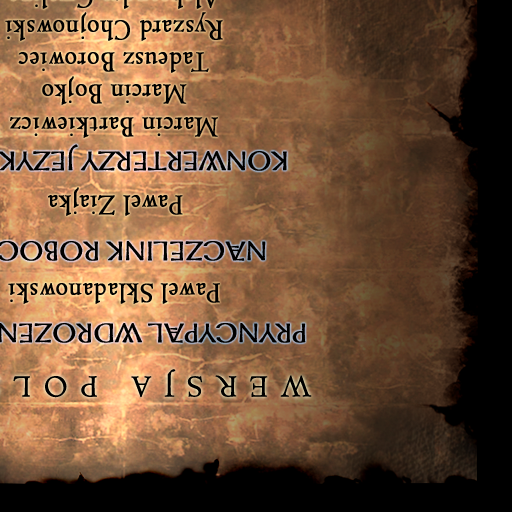 WERSJA POL
PRYNCYPAL WDROZEN
Pawel Skladanowski
NACZELINK ROBOC
Pawel Ziajka
KONWERTERZY JEZYK
Marcin Bartkiewicz
Marcin Bojko
Tadeusz Borowiec
Ryszard Chojnowski